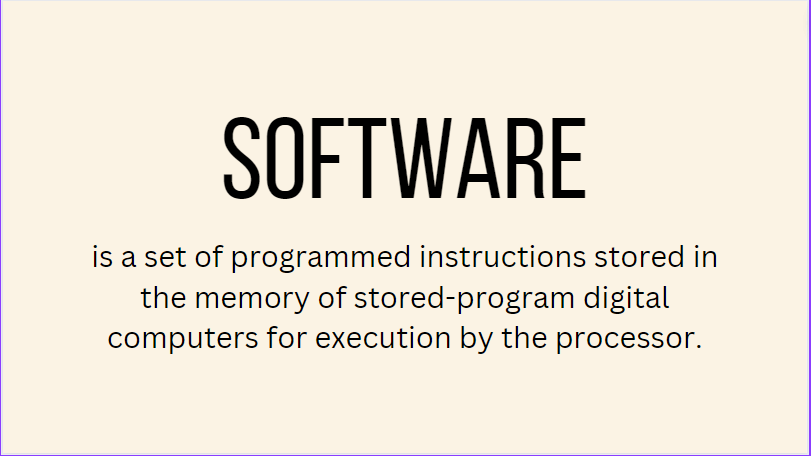 SOFTWARE
is a set of programmed instructions stored in
the memory of stored-program digital
computers for execution by the processor.